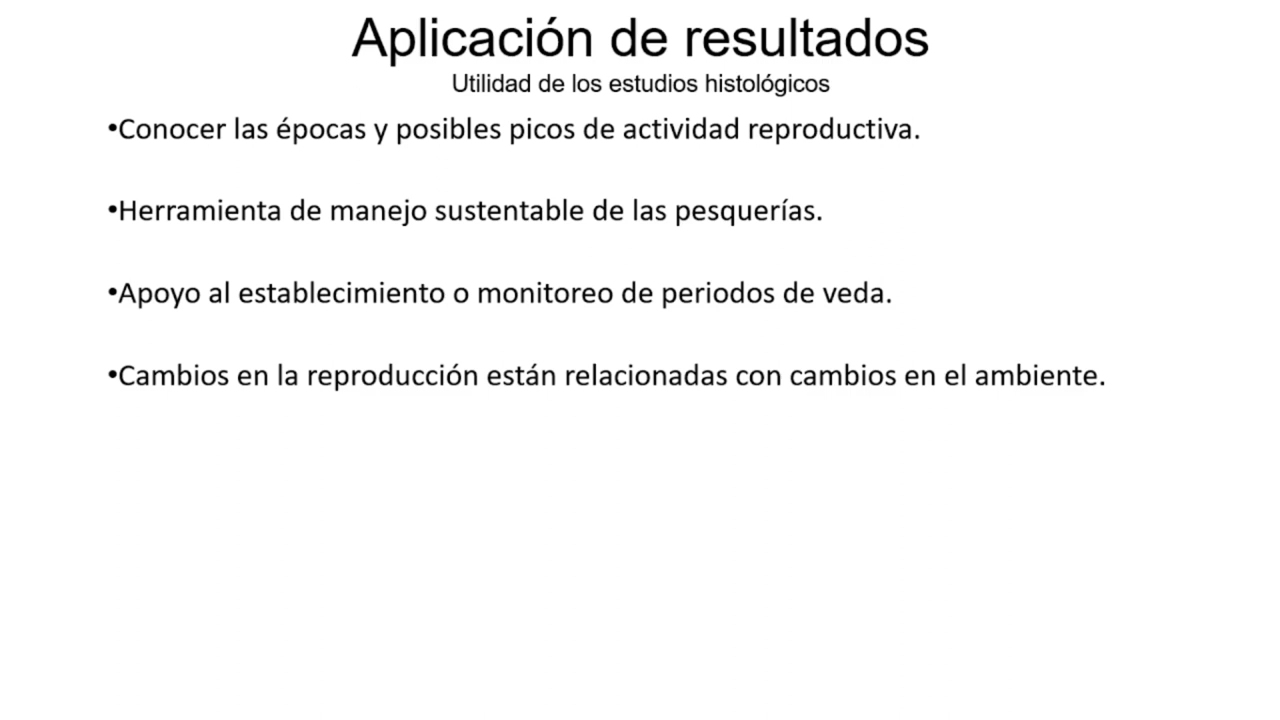 Aplicación de resultados
Utilidad de los estudios histológicos
•Conocer las épocas y posibles picos de actividad reproductiva.
•Herramienta de manejo sustentable de las pesquerías.
•Apoyo al establecimiento o monitoreo de periodos de veda.
•Cambios en la reproducción están relacionadas con cambios en el ambiente.